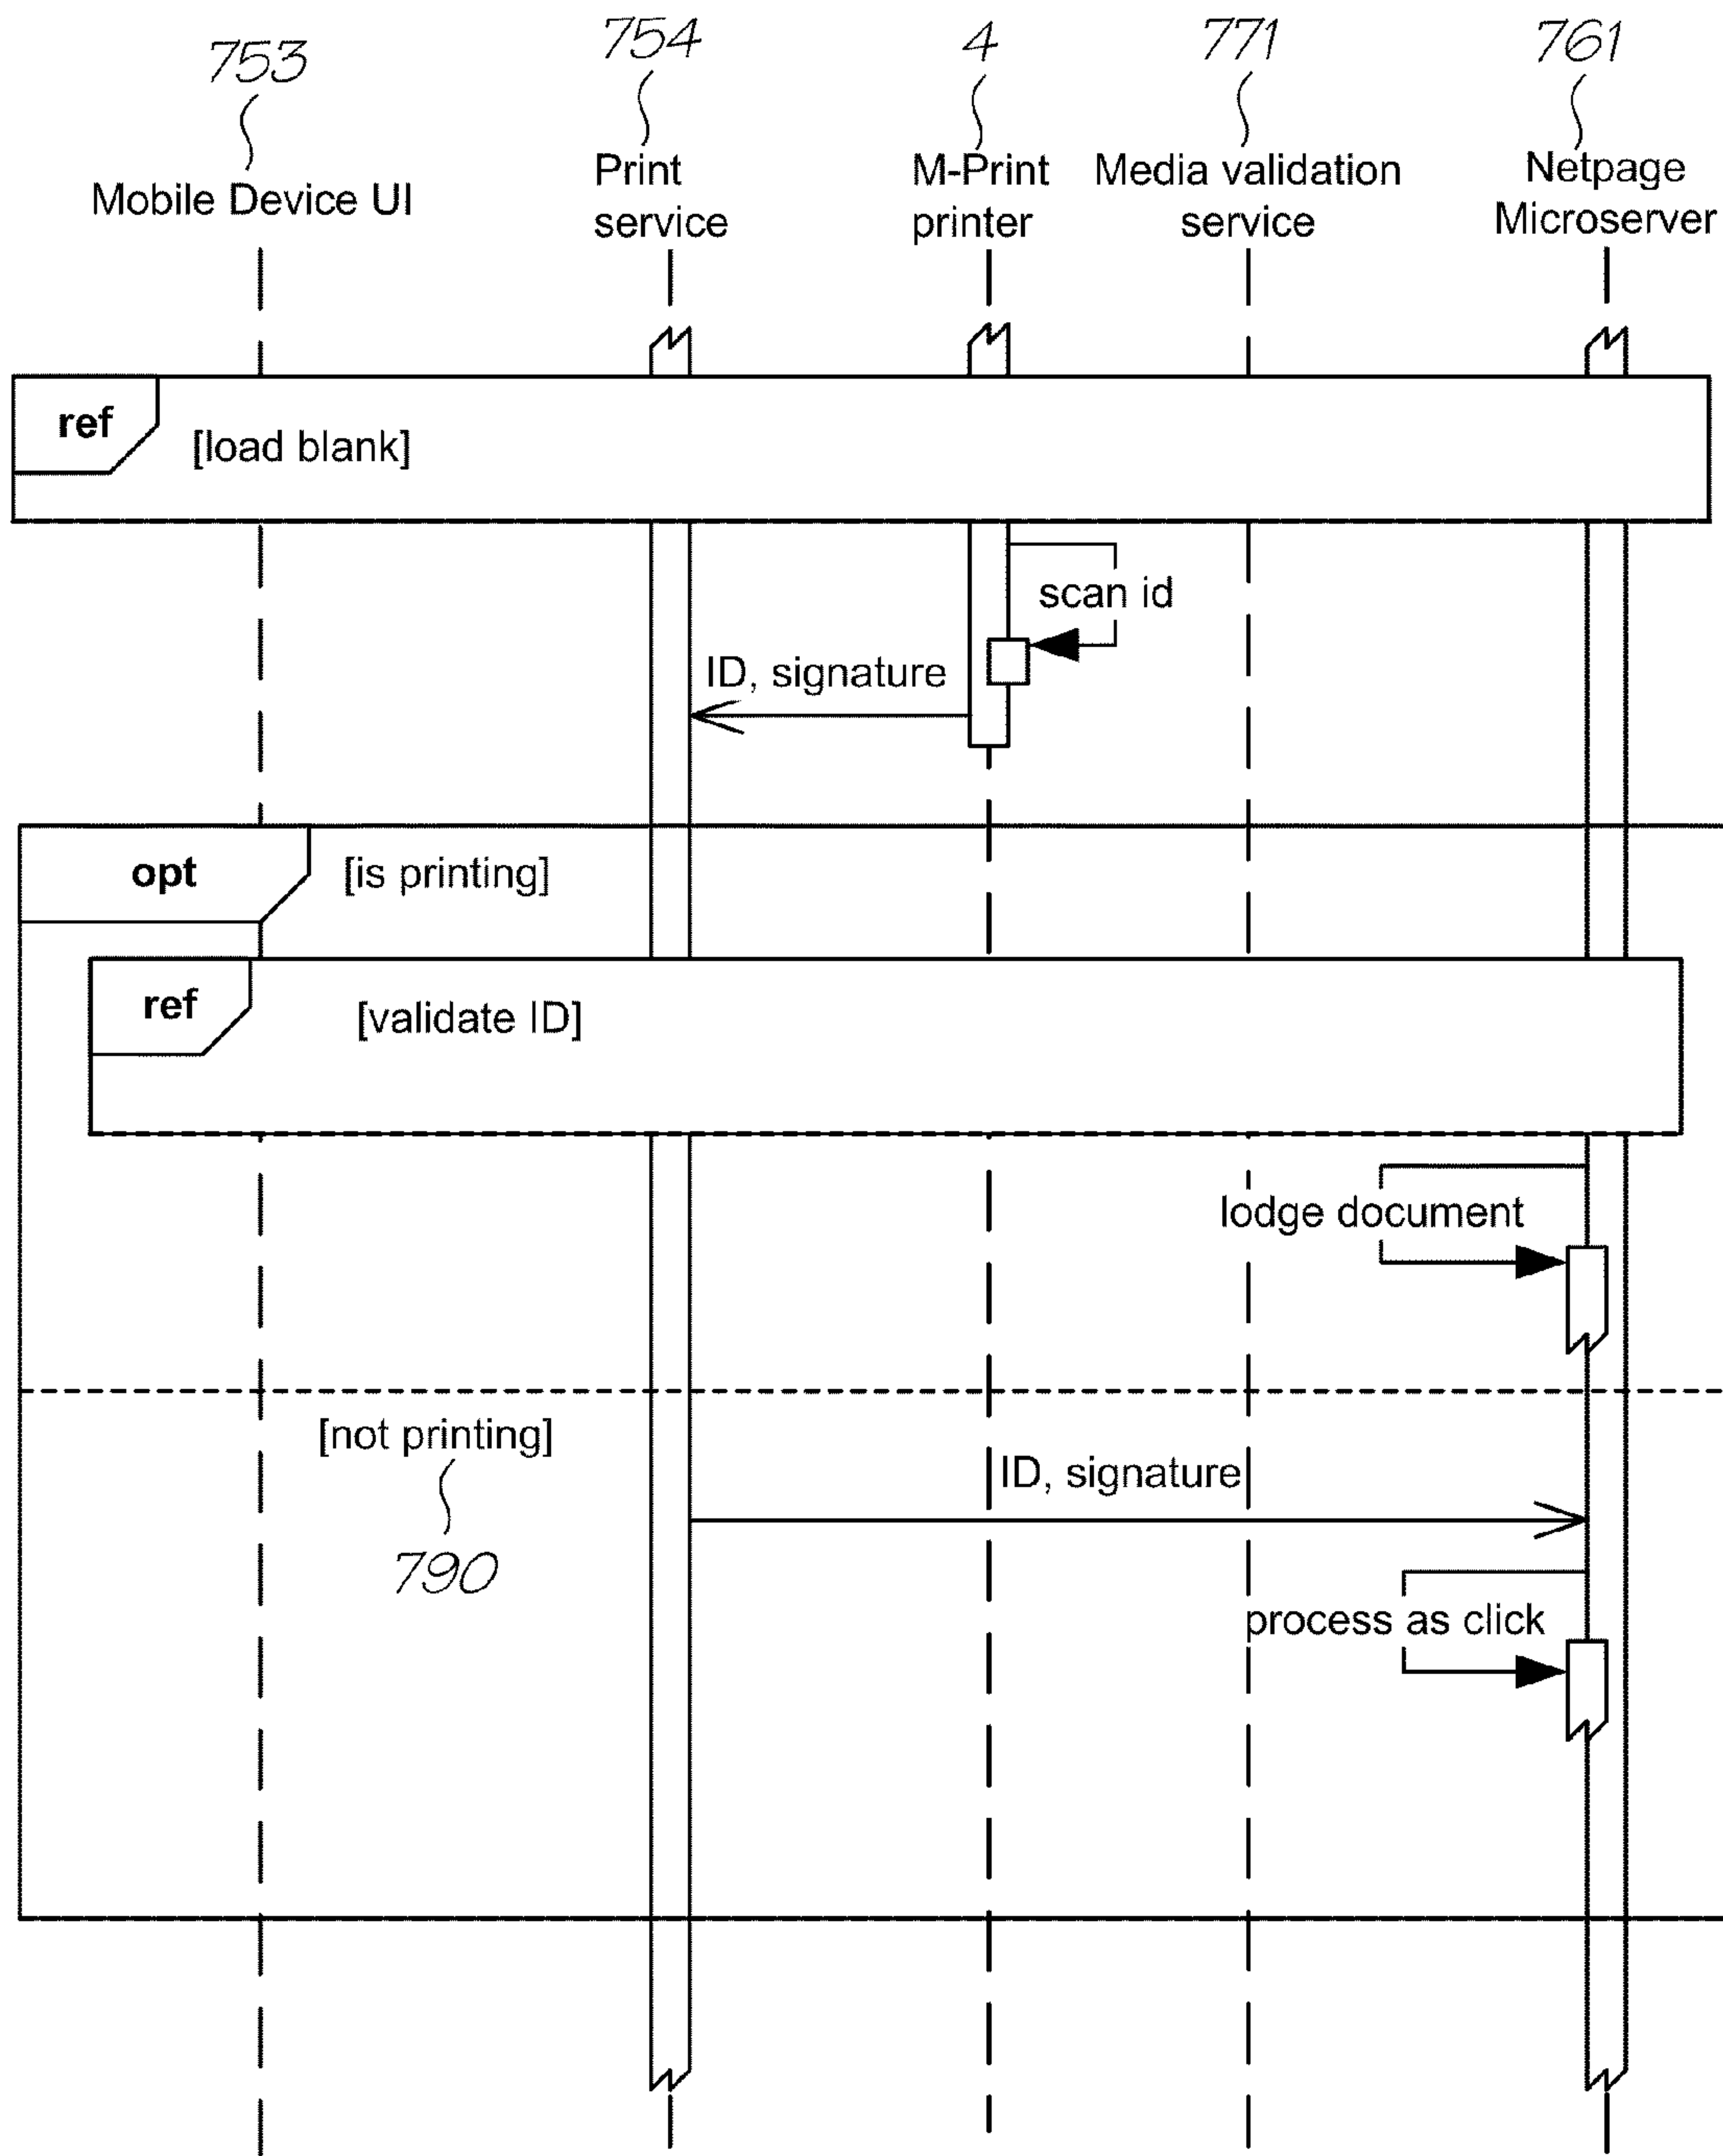 753
754
4
771
761
Mobile Device UI
Print
service
M-Print
printer
Media validation
service
Netpage
Microserver
ref
[load blank]
scan id
ID, signature
opt
[is printing]
ref
[validate ID]
lodge document
[not printing]
790
ID, signature
process as click